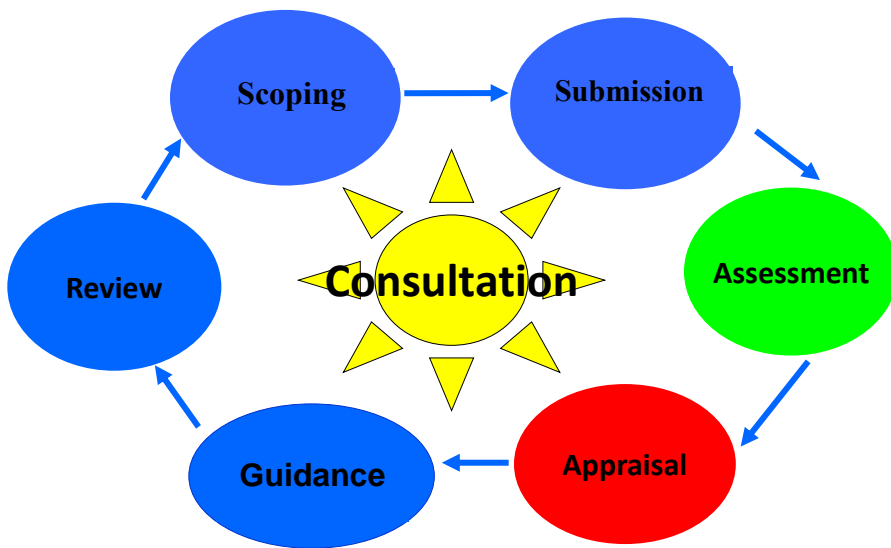 Scoping
Submission
Assessment
Consultation
Review
Appraisal
Guidance